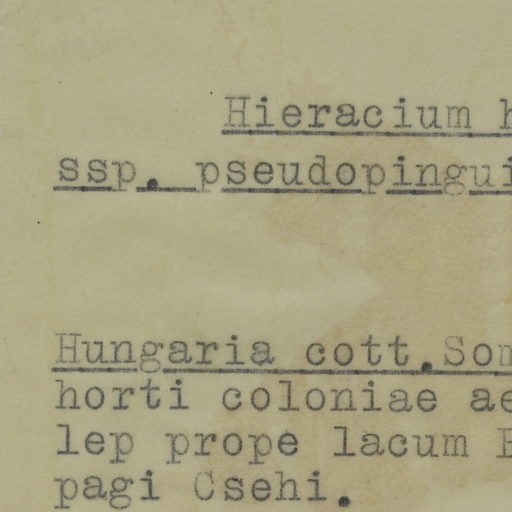 Hieracium h
ssp. pseudopingui
Hungaria cott.Som
horti coloniae ae
lep prope lacum B
pagi Csehi.